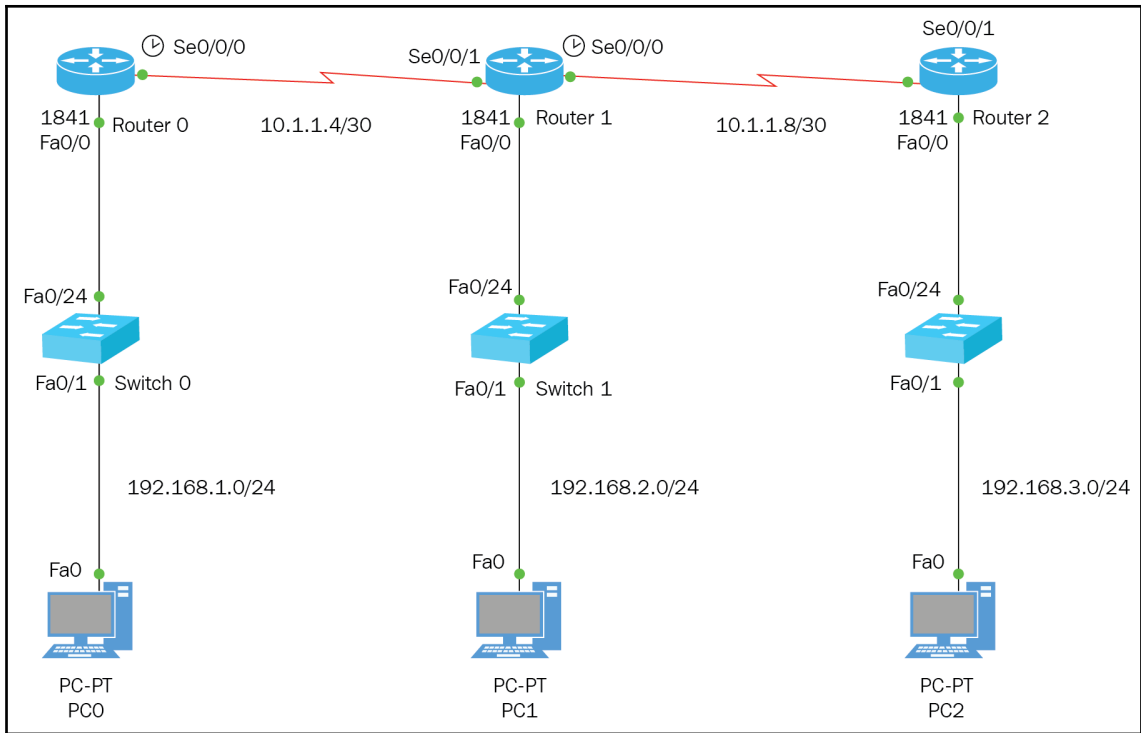 Se0/0/0
Se0/0/1
Se0/0/0
Se0/0/1
1841
Fa0/0
Router 0
10.1.1.4/30
1841
Fa0/0
Router 1
10.1.1.8/30
1841
Fa0/0
Router 2
Fa0/24
Fa0/24
Fa0/24
Fa0/1
Switch 0
Fa0/1
Switch 1
Fa0/1
192.168.1.0/24
192.168.2.0/24
192.168.3.0/24
Fa0
Fa0
Fa0
PC-PT
PC0
PC-PT
PC1
PC-PT
PC2